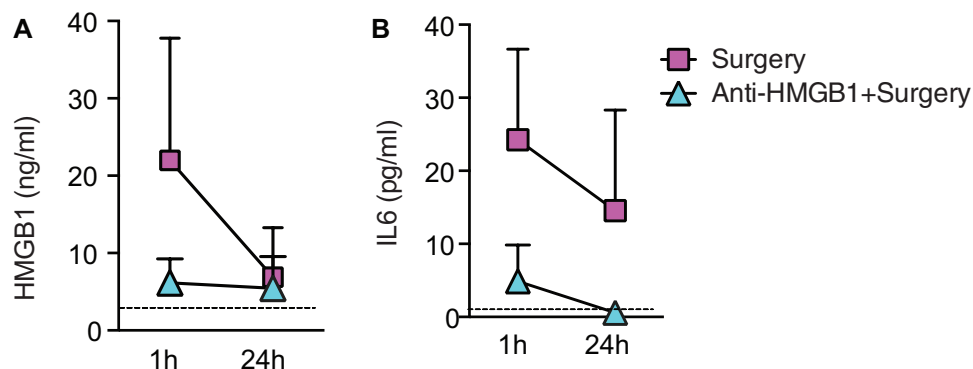 A
HMGB1 (ng/ml)
40
30
20
10
0
1h 24h
B
IL6 (pg/ml)
40
30
20
10
0
1h 24h
Surgery
Anti-HMGB1+Surgery